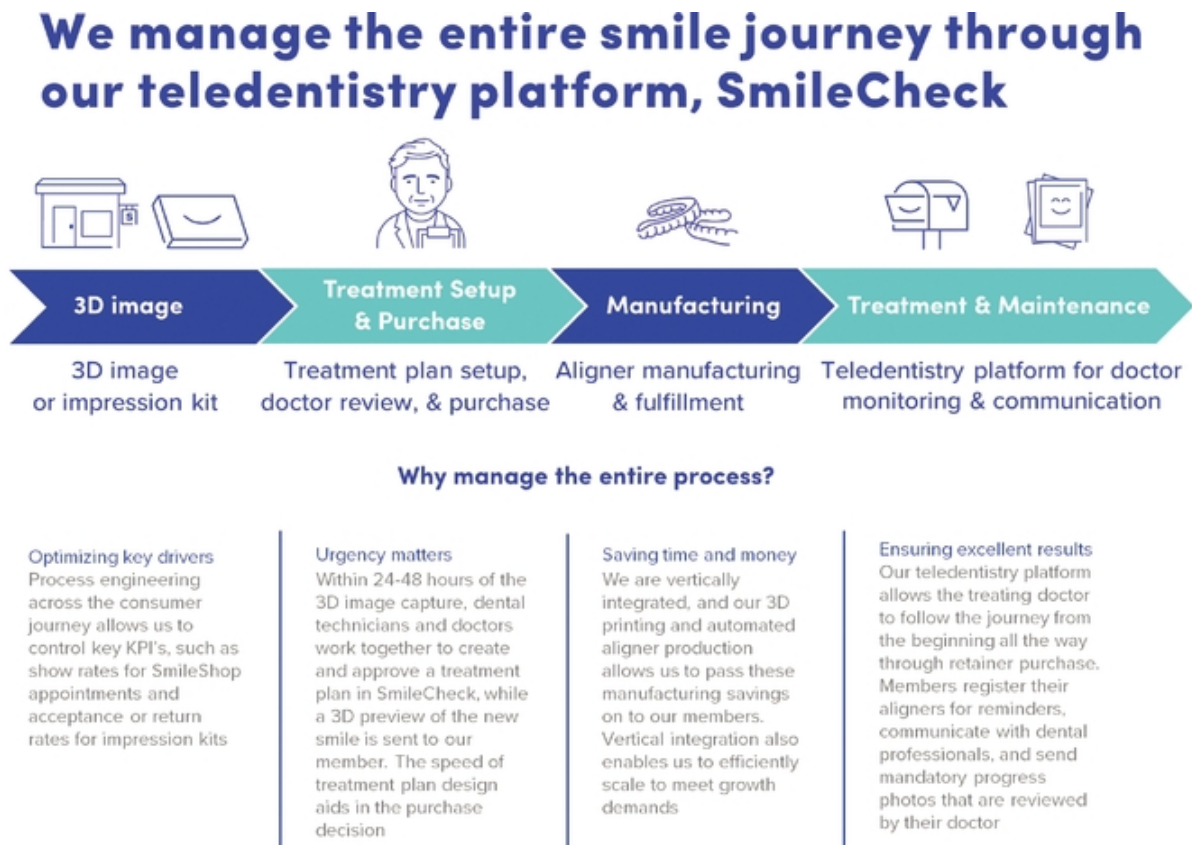 We manage the entire smile journey through
our teledentistry platform, SmileCheck
S
3D image
Treatment Setup
& Purchase
Manufacturing
Treatment & Maintenance
3D image
or impression kit
Treatment plan setup,
doctor review, & purchase
Aligner manufacturing
& fulfillment
Teledentistry platform for doctor
monitoring & communication
Why manage the entire process?
Optimizing key drivers
Process engineering
across the consumer
journey allows us to
control key KPI's, such as
show rates for SmileShop
appointments and
acceptance or return
rates for impression kits
Urgency matters
Within 24-48 hours of the
3D image capture, dental
technicians and doctors
work together to create
and approve a treatment
plan in SmileCheck, while
a 3D preview of the new
smile is sent to our
member. The speed of
treatment plan design
aids in the purchase
decision
Saving time and money
We are vertically
integrated, and our 3D
printing and automated
aligner production
allows us to pass these
manufacturing savings
on to our members.
Vertical integration also
enables us to efficiently
scale to meet growth
demands
Ensuring excellent results
Our teledentistry platform
allows the treating doctor
to follow the journey from
the beginning all the way
through retainer purchase.
Members register their
aligners for reminders,
communicate with dental
professionals, and send
mandatory progress
photos that are reviewed
by their doctor